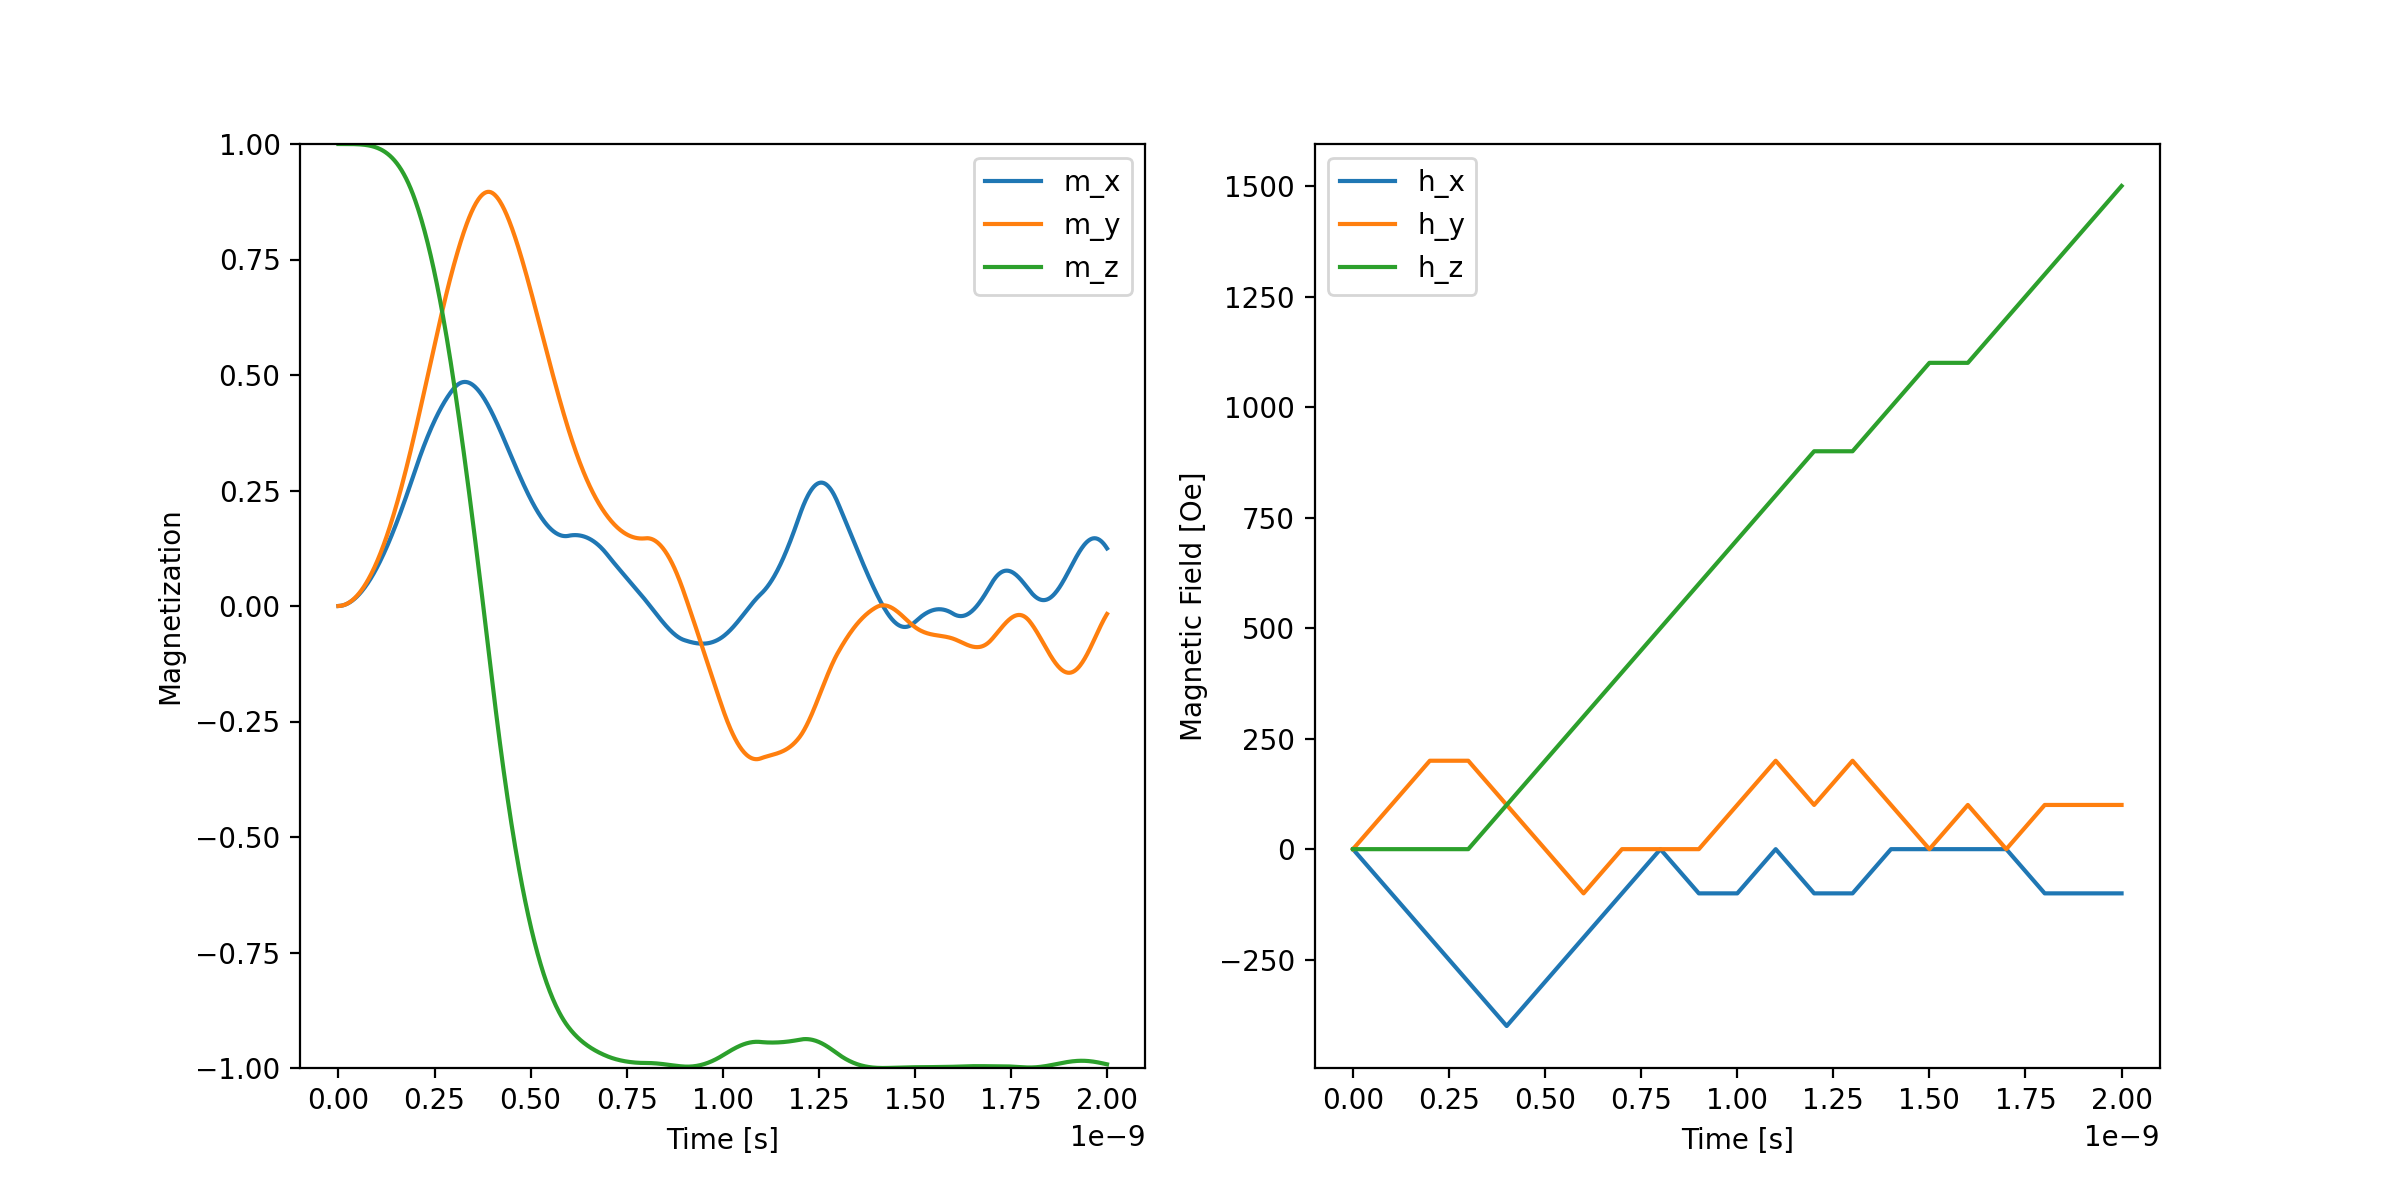 Magnetization
1.00
0.75
0.50
0.25
0.00
−0.25
−0.50
−0.75
−1.00
m_x
m_y
m_z
0.00 0.25 0.50 0.75 1.00 1.25 1.50 1.75 2.00
Time [s]
1e−9
Magnetic Field [Oe]
1500
1250
1000
750
500
250
0
−250
h_x
h_y
h_z
0.00 0.25 0.50 0.75 1.00 1.25 1.50 1.75 2.00
Time [s]
1e−9